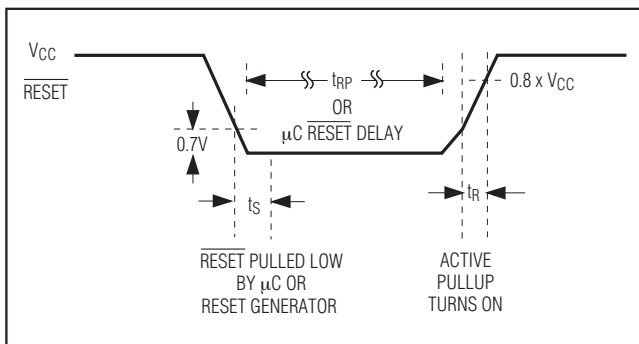 VCC
RESET
tRP
OR
μC RESET DELAY
0.8 x VCC
0.7V
tS
tR
RESET PULLED LOW
BY μC OR
RESET GENERATOR
ACTIVE
PULLUP
TURNS ON